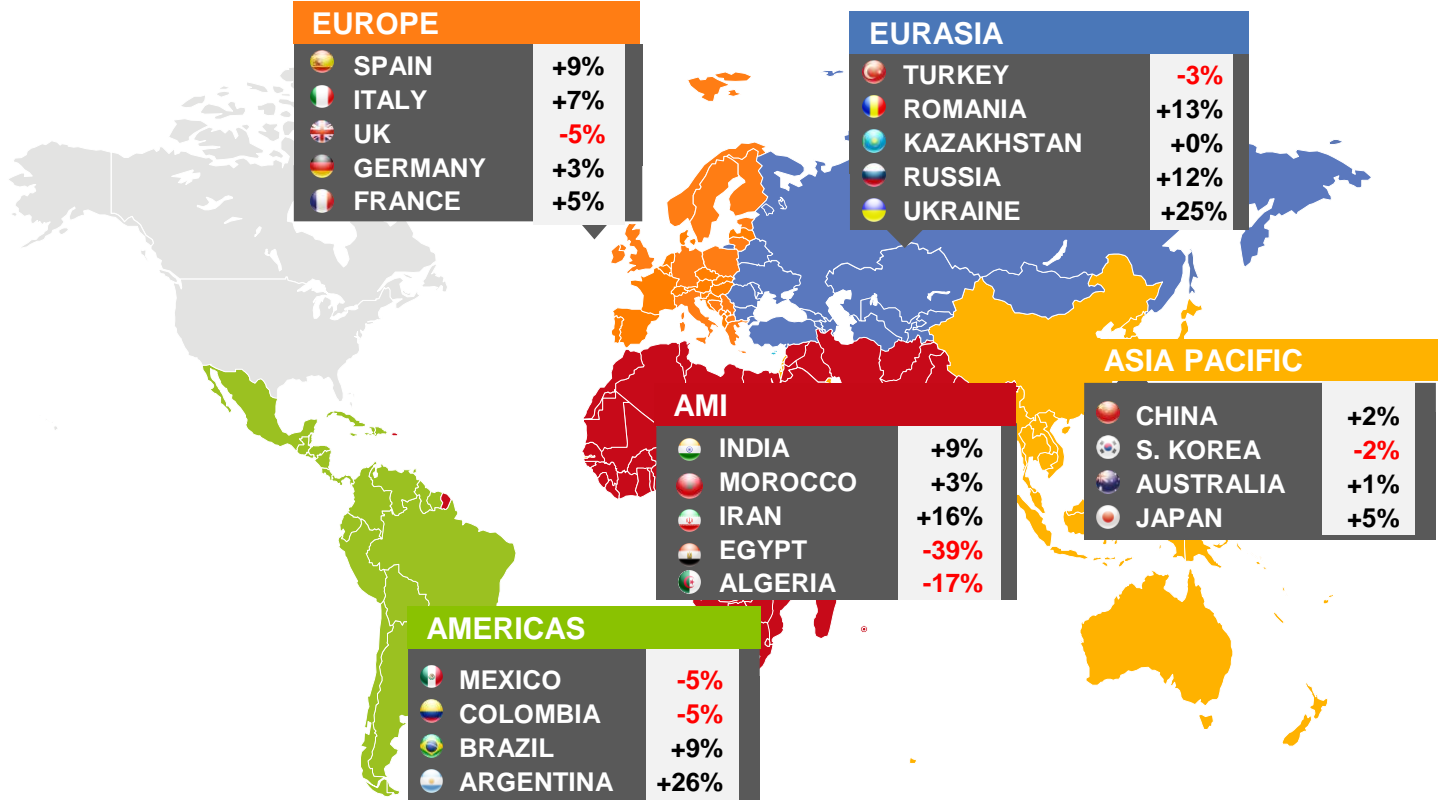 EUROPE
SPAIN +9%
ITALY +7%
UK -5%
GERMANY +3%
FRANCE +5%
EURASIA
TURKEY -3%
ROMANIA +13%
KAZAKHSTAN +0%
RUSSIA +12%
UKRAINE +25%
ASIA PACIFIC
CHINA +2%
S. KOREA -2%
AUSTRALIA +1%
JAPAN +5%
AMI
INDIA +9%
MOROCCO +3%
IRAN +16%
EGYPT -39%
ALGERIA -17%
AMERICAS
MEXICO -5%
COLOMBIA -5%
BRAZIL +9%
ARGENTINA +26%